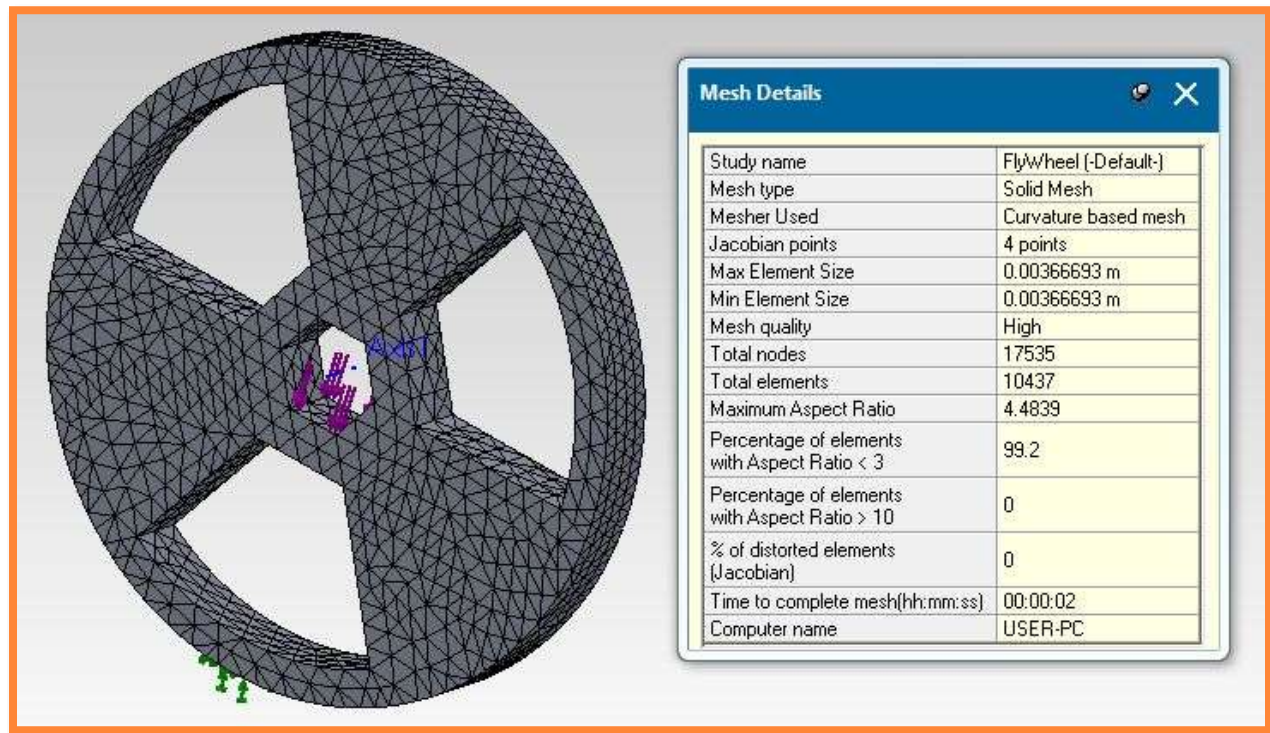 Mesh Details
Study name FlyWheel (-Default-)
Mesh type Solid Mesh
Mesher Used Curvature based mesh
Jacobian points 4 points
Max Element Size 0.00366693 m
Min Element Size 0.00366693 m
Mesh quality High
Total nodes 17535
Total elements 10437
Maximum Aspect Ratio 4.4839
Percentage of elements
with Aspect Ratio < 3 99.2
Percentage of elements
with Aspect Ratio > 10 0
% of distorted elements
(Jacobian) 0
Time to complete mesh(hh:mm:ss) 00:00:02
Computer name USER-PC
Axis1